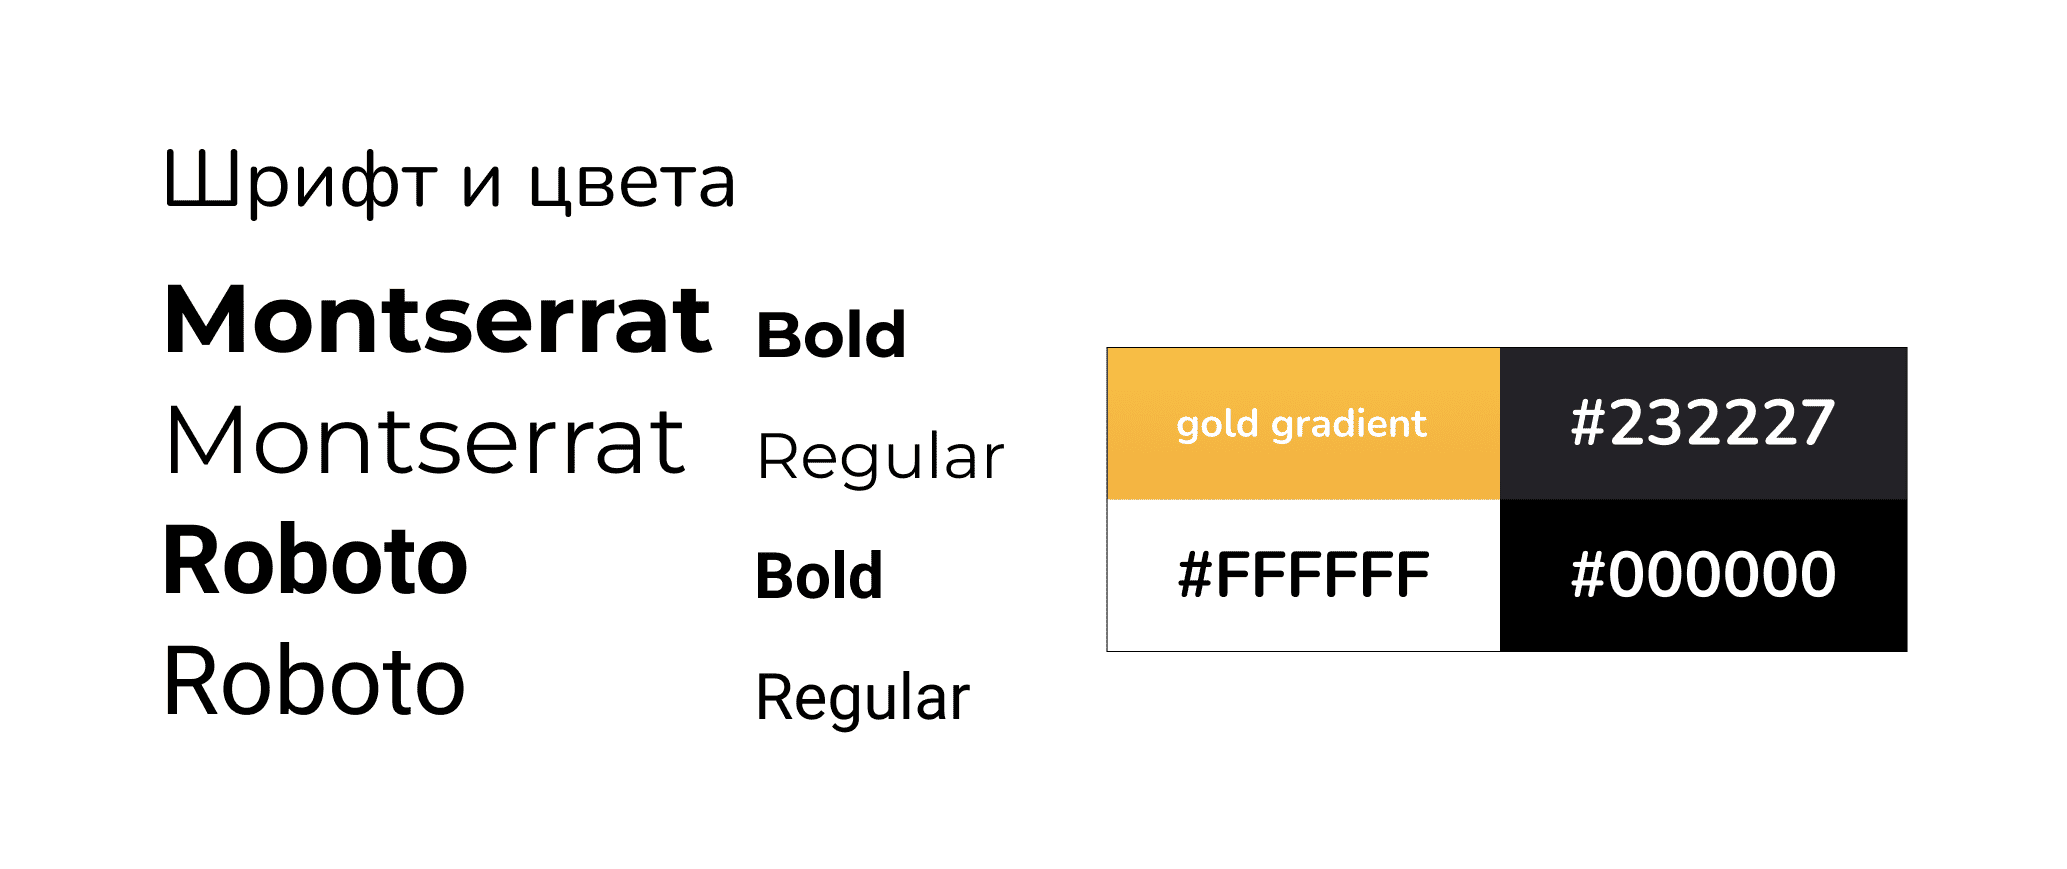 Шрифт и цвета
Montserrat Bold
Montserrat Regular
Roboto Bold
Roboto Regular
gold gradient #232227
#FFFFFF #000000